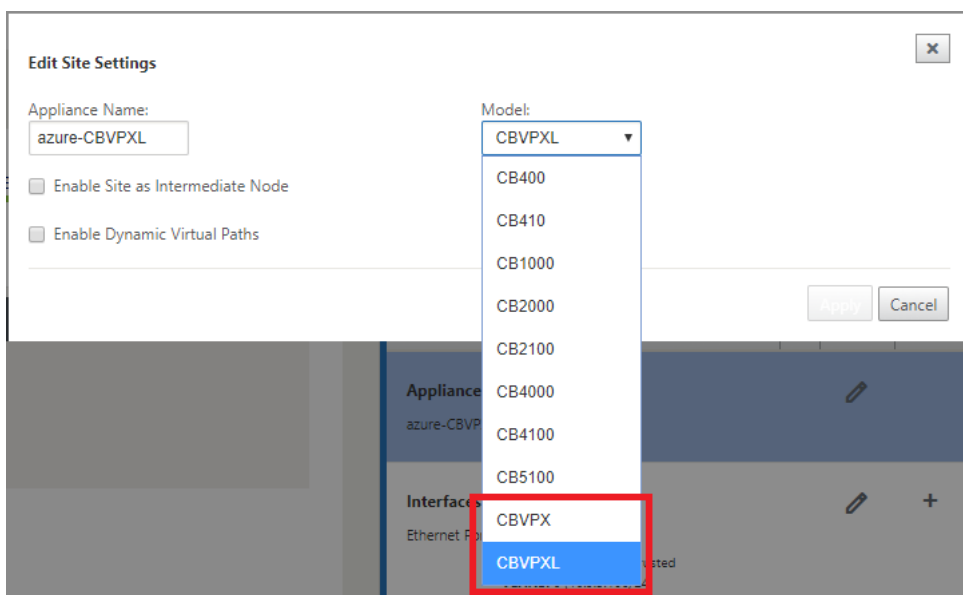 Edit Site Settings
×
Appliance Name:
Model:
azure-CBVPXL
CBVPXL
Enable Site as Intermediate Node
Enable Dynamic Virtual Paths
CB400
CB410
CB1000
CB2000
CB2100
CB4000
CB4100
CB5100
CBVPX
CBVPXL
Apply
Cancel
Appliance
azure-CBVP
Interfaces
+
Ethernet Po